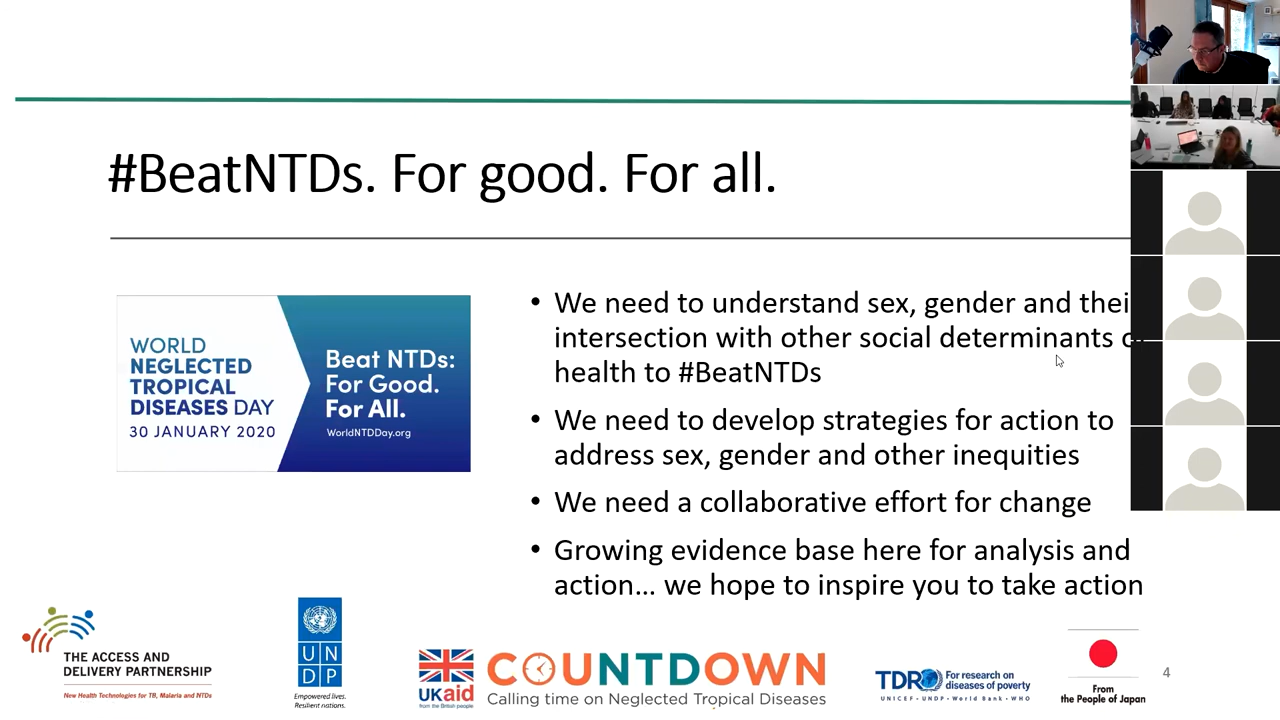 #BeatNTDs. For good. For all.
WORLD
NEGLECTED
TROPICAL
DISEASES DAY
30 JANUARY 2020
Beat NTDs:
For Good.
For All.
WorldNTDDay.org
• We need to understand sex, gender and thei
intersection with other social determinants
health to #BeatNTDs
• We need to develop strategies for action to
address sex, gender and other inequities
• We need a collaborative effort for change
• Growing evidence base here for analysis and
action... we hope to inspire you to take action
THE ACCESS AND
DELIVERY PARTNERSHIP
New Health Technologies for TB, Malaria and NTDs
U N
D P
Empowered lives.
Resilient nations.
UKaid
from the British people
COUNTDOWN
Calling time on Neglected Tropical Diseases
TDR
For research on
diseases of poverty
UNICEF • UNDP • World Bank • WHO
From
the People of Japan
4